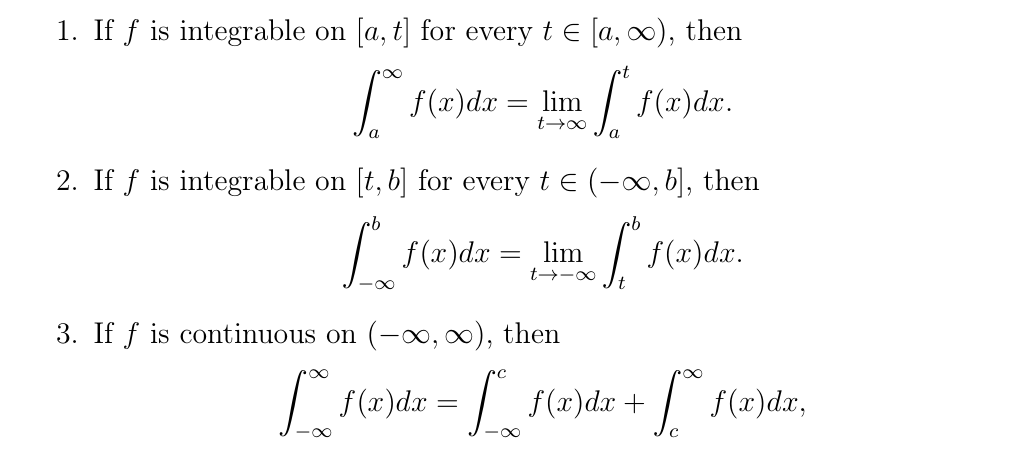 1. If f is integrable on [a, t] for every t ∈ [a, ∞), then
∫_a^∞ f(x)dx = lim_{t→∞} ∫_a^t f(x)dx.
2. If f is integrable on [t, b] for every t ∈ (−∞, b], then
∫_{−∞}^b f(x)dx = lim_{t→−∞} ∫_t^b f(x)dx.
3. If f is continuous on (−∞, ∞), then
∫_{−∞}^∞ f(x)dx = ∫_{−∞}^c f(x)dx + ∫_c^∞ f(x)dx,